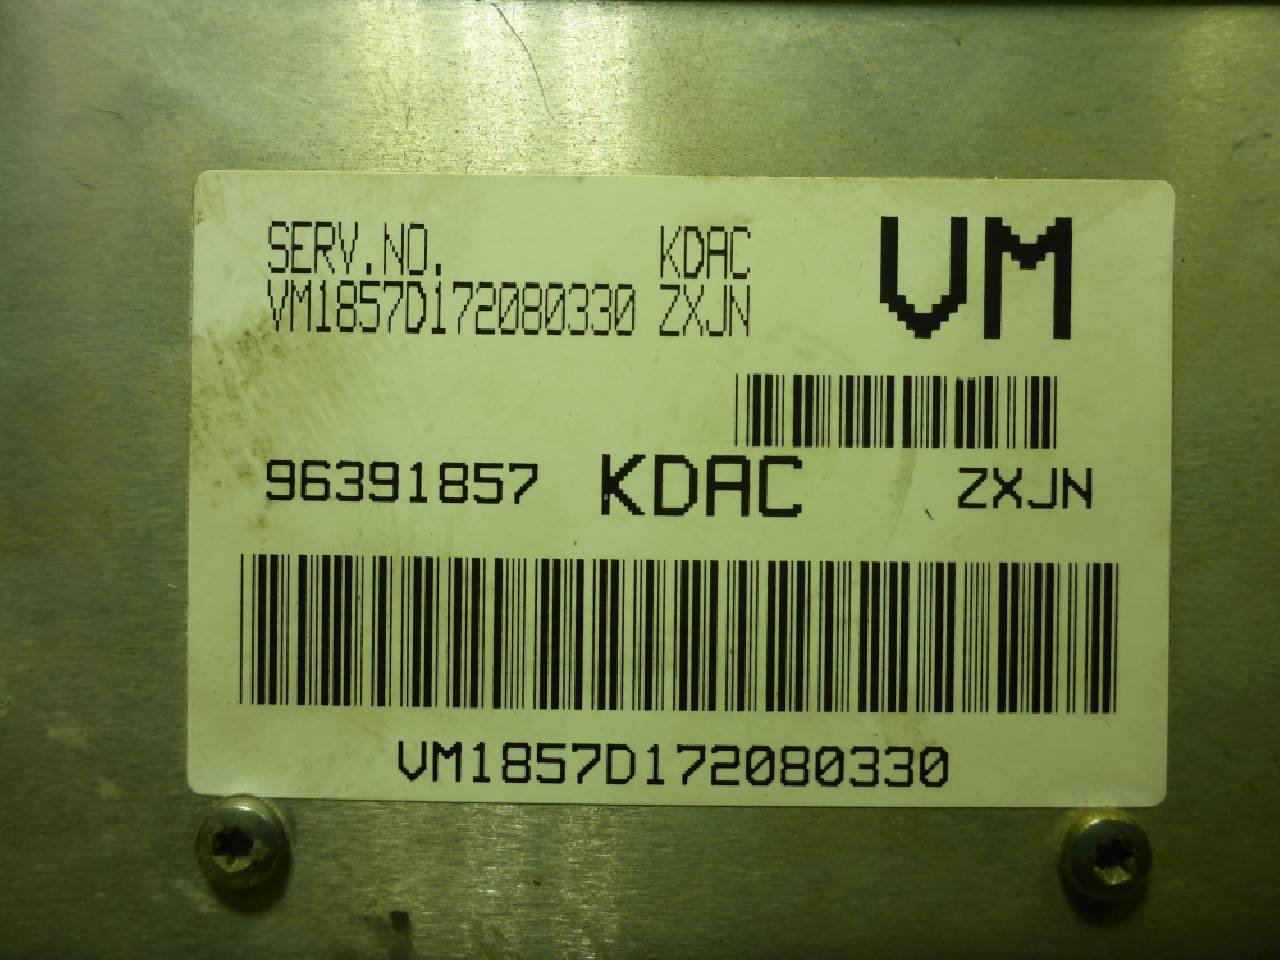 SERV.NO. KDAC VM
VM1857D172080330 ZXJN
96391857 KDAC ZXJN
VM1857D172080330